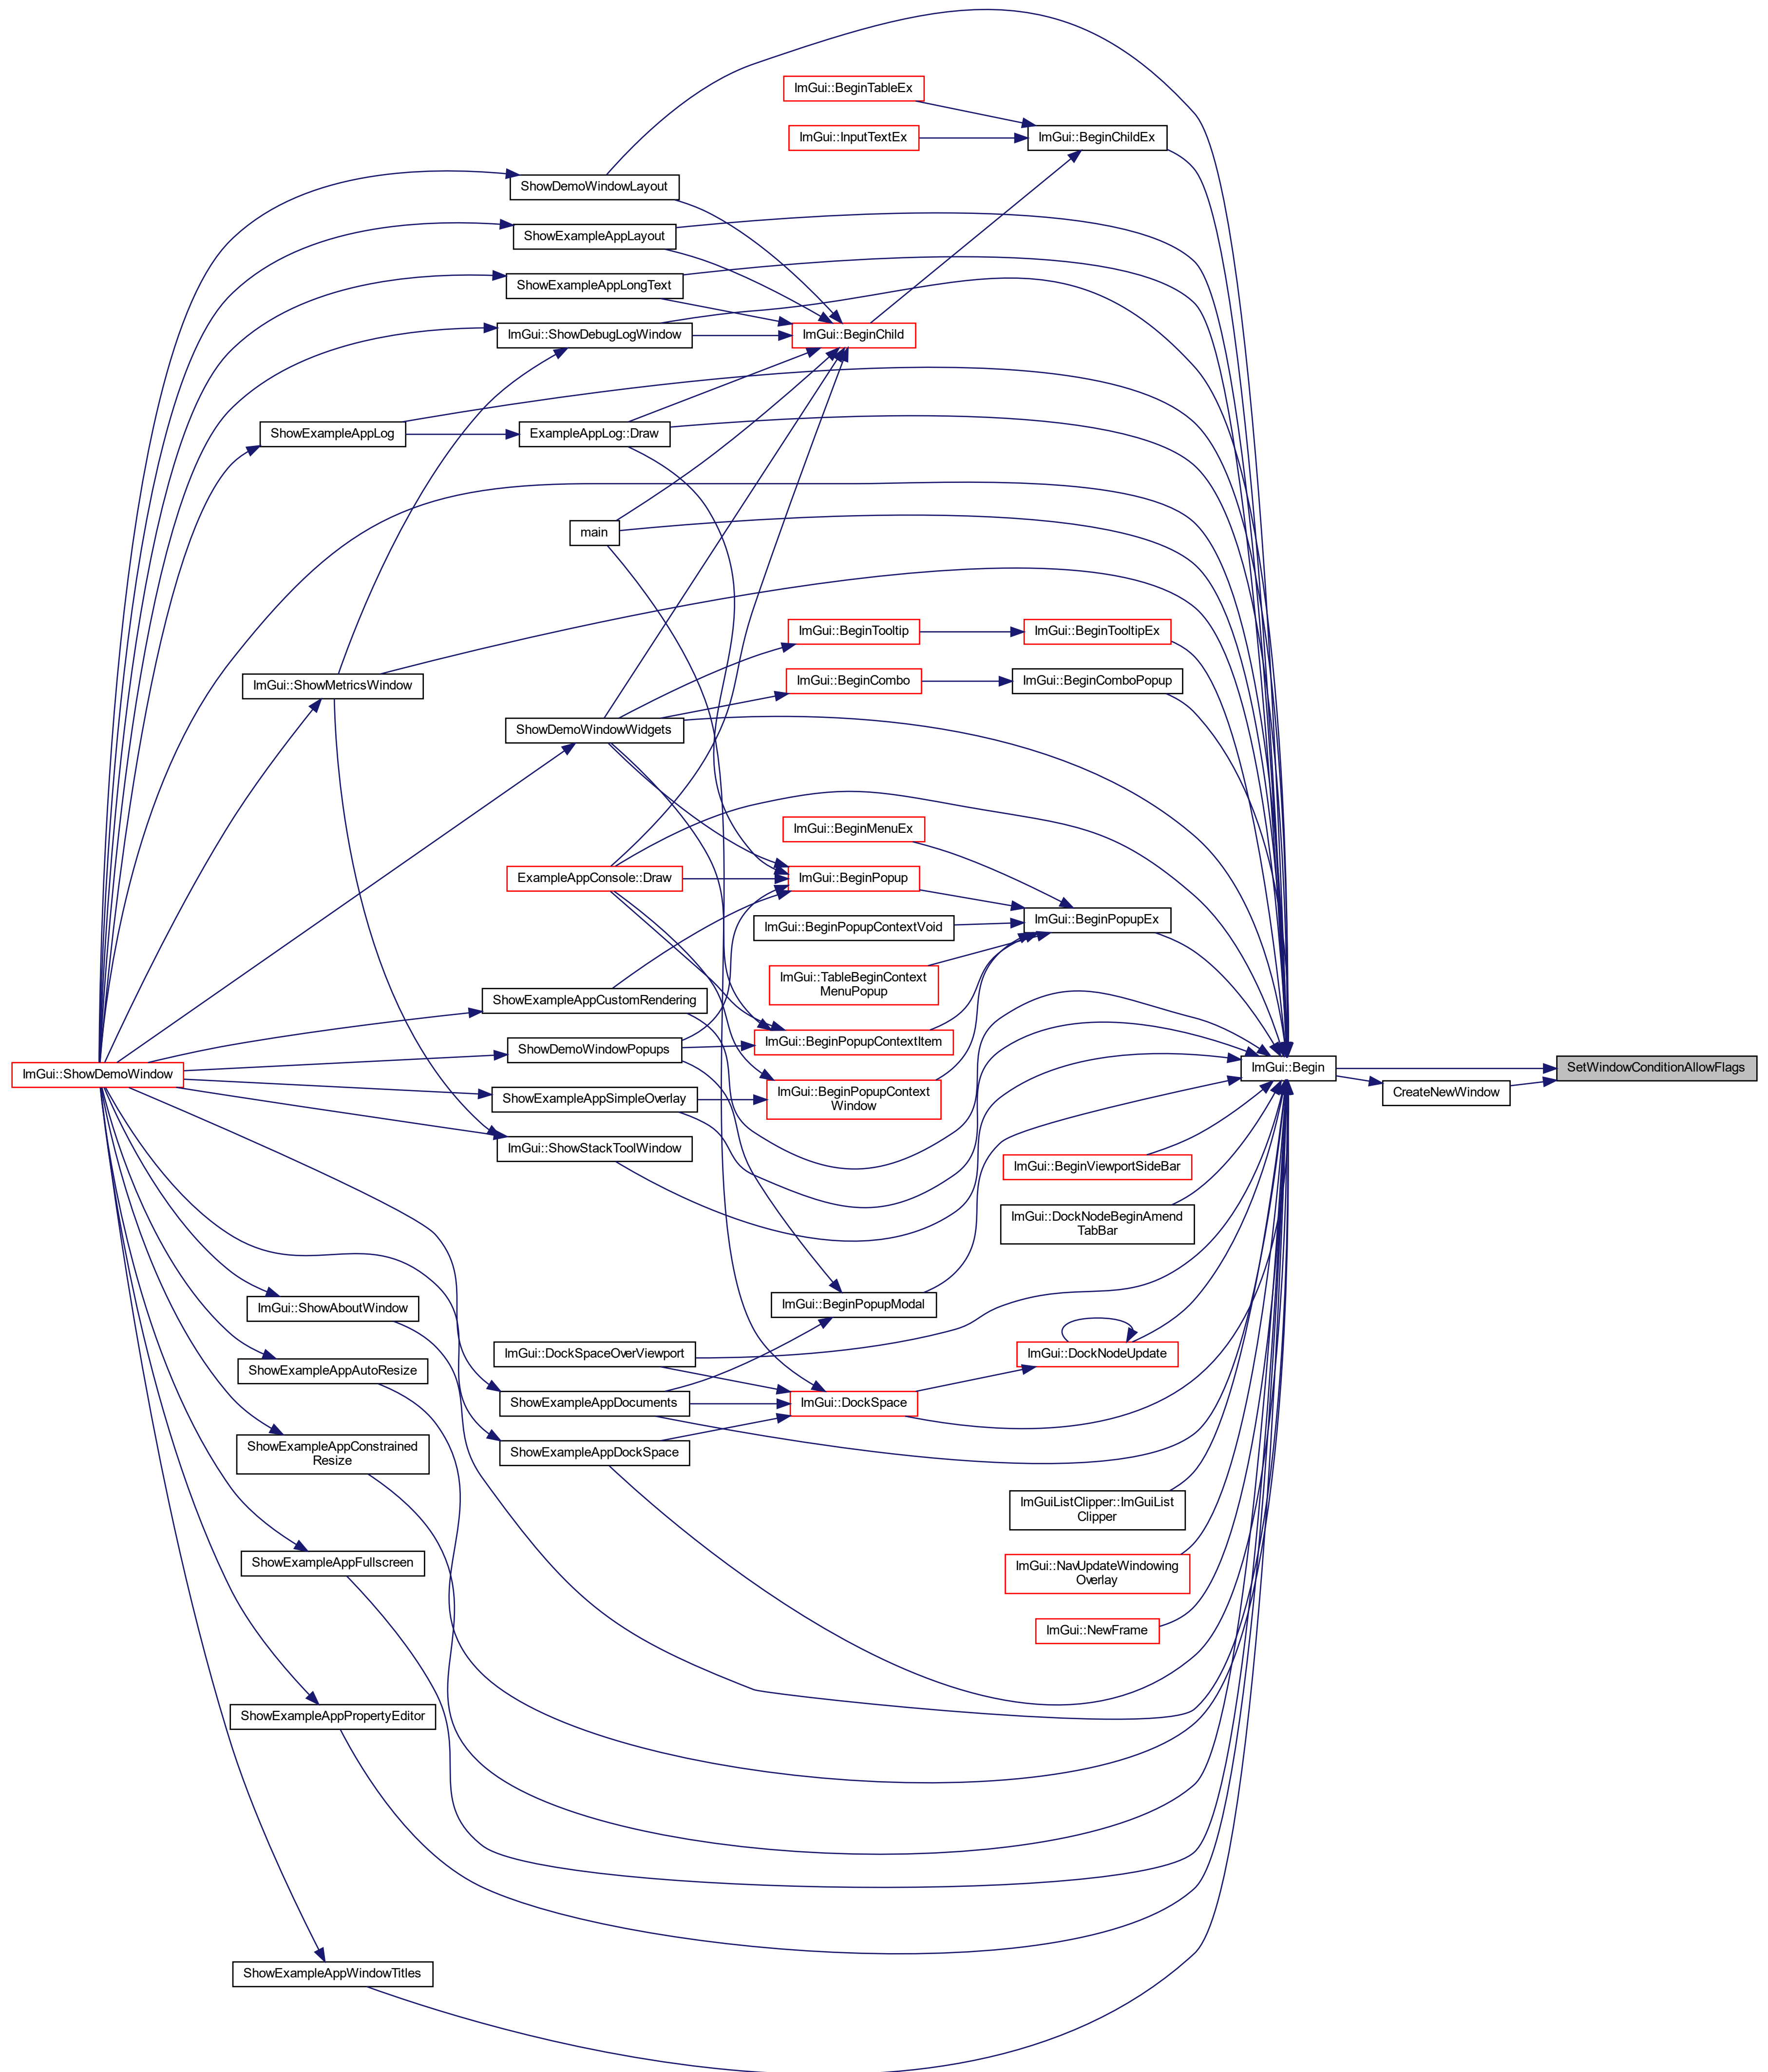 ImGui::BeginTableEx
ImGui::InputTextEx
ImGui::BeginChildEx
ShowDemoWindowLayout
ShowExampleAppLayout
ShowExampleAppLongText
ImGui::ShowDebugLogWindow
ImGui::BeginChild
ShowExampleAppLog
ExampleAppLog::Draw
main
ImGui::BeginTooltip
ImGui::BeginTooltipEx
ImGui::ShowMetricsWindow
ImGui::BeginCombo
ImGui::BeginComboPopup
ShowDemoWindowWidgets
ImGui::BeginMenuEx
ExampleAppConsole::Draw
ImGui::BeginPopup
ImGui::BeginPopupEx
ImGui::BeginPopupContextVoid
ImGui::TableBeginContext
MenuPopup
ShowExampleAppCustomRendering
ImGui::BeginPopupContextItem
ShowDemoWindowPopups
ImGui::ShowDemoWindow
ImGui::Begin
SetWindowConditionAllowFlags
CreateNewWindow
ShowExampleAppSimpleOverlay
ImGui::BeginPopupContext
Window
ImGui::ShowStackToolWindow
ImGui::BeginViewportSideBar
ImGui::DockNodeBeginAmend
TabBar
ImGui::ShowAboutWindow
ImGui::BeginPopupModal
ImGui::DockSpaceOverViewport
ImGui::DockNodeUpdate
ShowExampleAppAutoResize
ShowExampleAppDocuments
ImGui::DockSpace
ShowExampleAppConstrained
Resize
ShowExampleAppDockSpace
ImGuiListClipper::ImGuiList
Clipper
ShowExampleAppFullscreen
ImGui::NavUpdateWindowing
Overlay
ImGui::NewFrame
ShowExampleAppPropertyEditor
ShowExampleAppWindowTitles